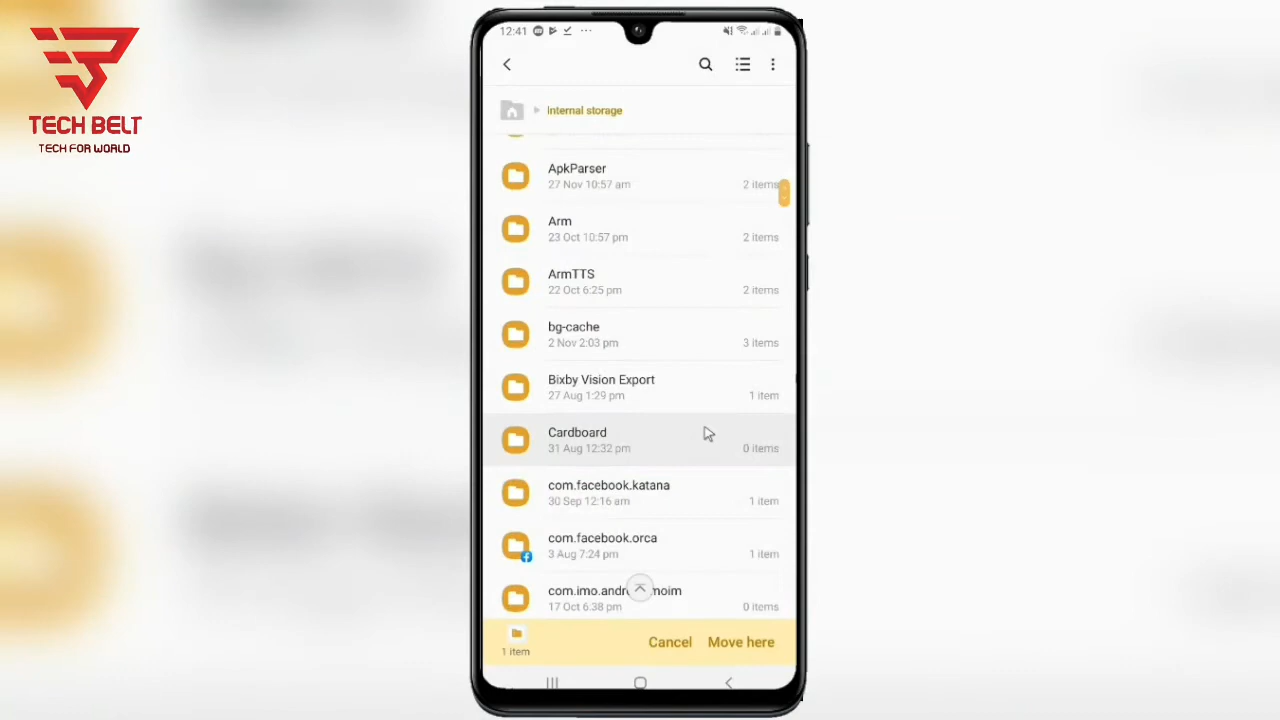 TECH BELT
TECH FOR WORLD
12:41
Internal storage
ApkParser
27 Nov 10:57 am
2 items
Arm
23 Oct 10:57 pm
2 items
ArmTTS
22 Oct 6:25 pm
2 items
bg-cache
2 Nov 2:03 pm
3 items
Bixby Vision Export
27 Aug 1:29 pm
1 item
Cardboard
31 Aug 12:32 pm
0 items
com.facebook.katana
30 Sep 12:16 am
1 item
com.facebook.orca
3 Aug 7:24 pm
1 item
17 Oct 6:38 pm
0 items
1 item
Cancel
Move here